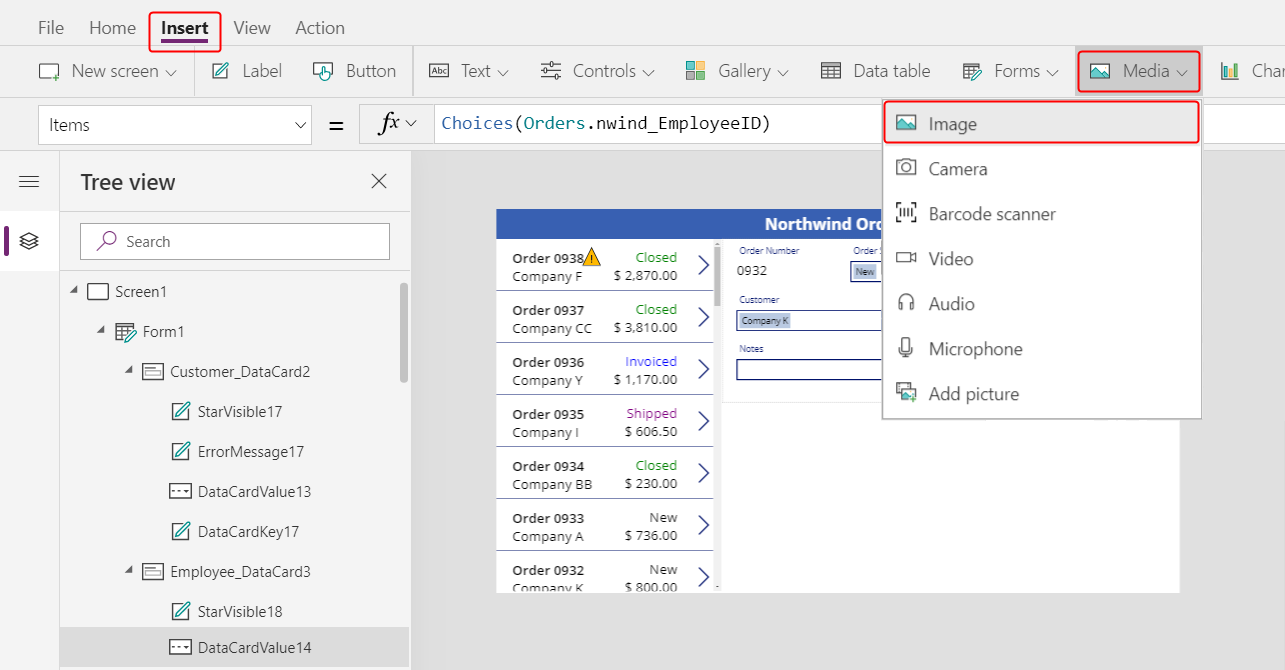 File Home Insert View Action
New screen Label Button Abc Text Controls Gallery Data table Forms Media
Items = fx Choices(Orders.nwind_EmployeeID)
Image
Camera
Barcode scanner
Video
Audio
Microphone
Add picture
Tree view
Search
Screen1
Form1
Customer_DataCard2
StarVisible17
ErrorMessage17
DataCardValue13
DataCardKey17
Employee_DataCard3
StarVisible18
DataCardValue14
Northwind
Order 0938 Closed
Company F $ 2,870.00
Order 0937 Closed
Company CC $ 3,810.00
Order 0936 Invoiced
Company Y $ 1,170.00
Order 0935 Shipped
Company I $ 606.50
Order 0934 Closed
Company BB $ 230.00
Order 0933 New
Company A $ 736.00
Order 0932 New
Company K $ 800.00
Order Number Order
0932 New
Customer
Company K
Notes